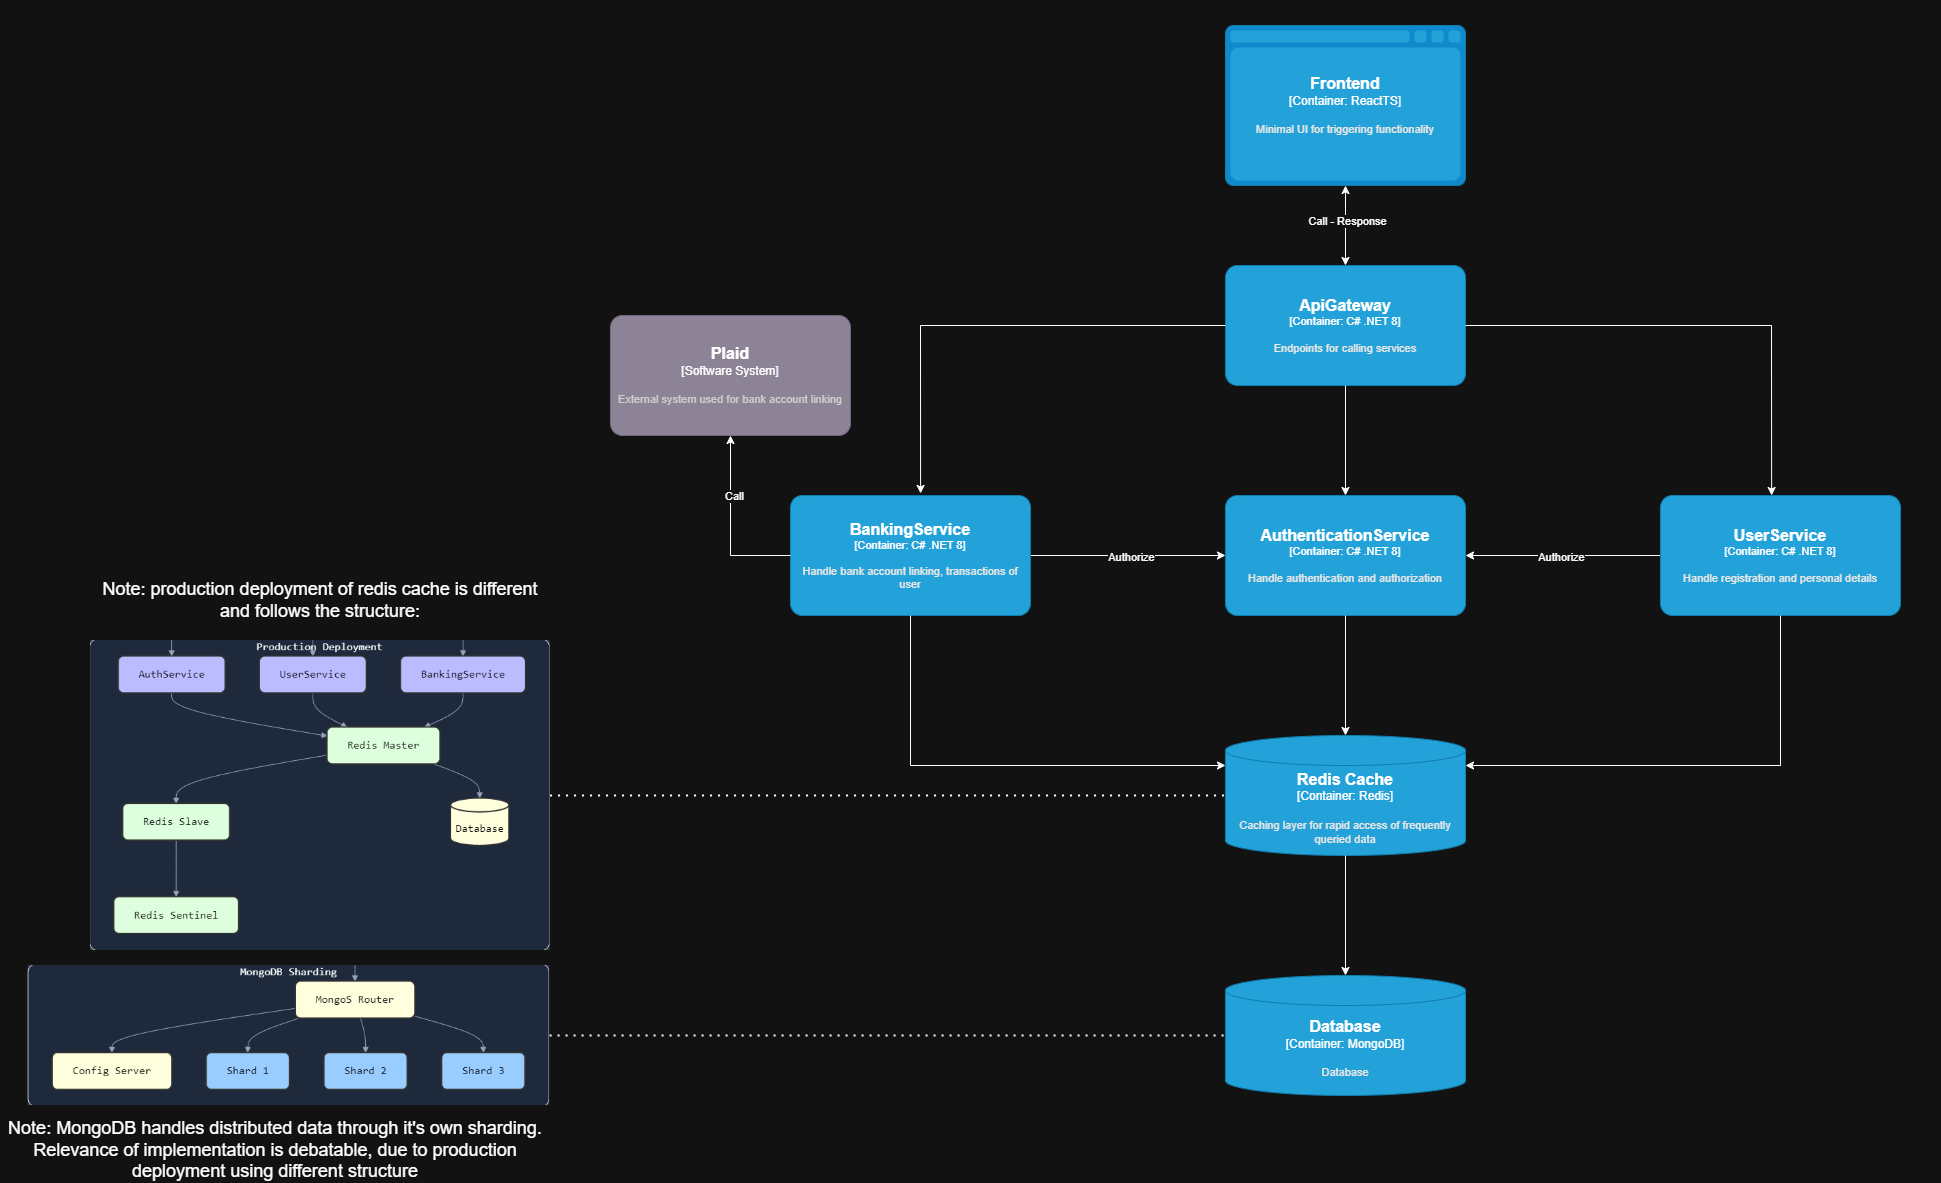 Frontend
[Container: ReactTS]
Minimal UI for triggering functionality
Call - Response
ApiGateway
[Container: C# .NET 8]
Endpoints for calling services
Plaid
[Software System]
External system used for bank account linking
Call
BankingService
[Container: C# .NET 8]
Handle bank account linking, transactions of
user
Authorize
AuthenticationService
[Container: C# .NET 8]
Handle authentication and authorization
Authorize
UserService
[Container: C# .NET 8]
Handle registration and personal details
Note: production deployment of redis cache is different
and follows the structure:
Production Deployment
AuthService
UserService
BankingService
Redis Master
Redis Slave
Database
Redis Sentinel
Redis Cache
[Container: Redis]
Caching layer for rapid access of frequently
queried data
MongoDB Sharding
MongoS Router
Config Server
Shard 1
Shard 2
Shard 3
Database
[Container: MongoDB]
Database
Note: MongoDB handles distributed data through it's own sharding.
Relevance of implementation is debatable, due to production
deployment using different structure